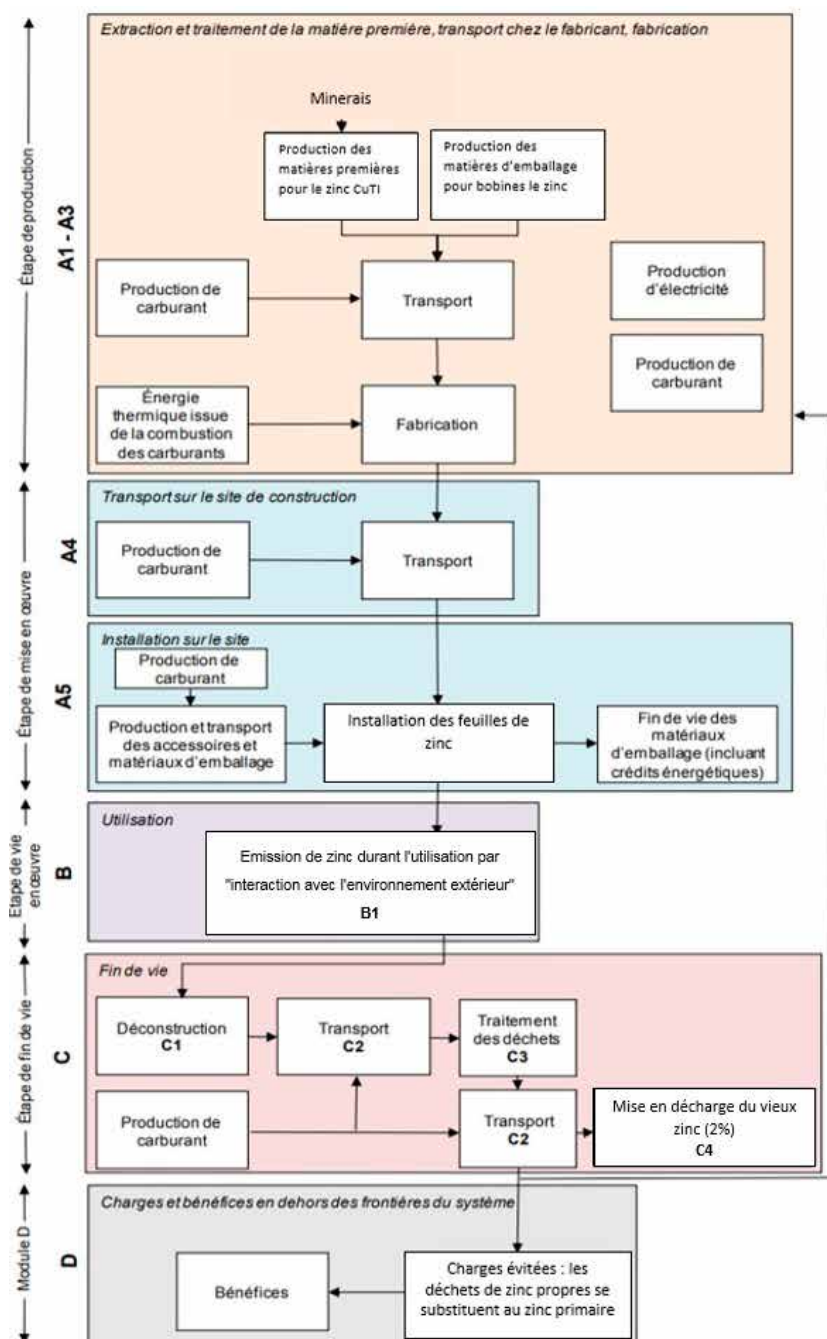 Extraction et traitement de la matière première, transport chez le fabricant, fabrication
Étape de production
A1 - A3
Minerais
Production des
matières premières
pour le zinc CuTI
Production des
matières d'emballage
pour bobines le zinc
Production de
carburant
Transport
Production
d'électricité
Production de
carburant
Énergie
thermique issue
de la combustion
des carburants
Fabrication
Étape de mise en œuvre
A4
Transport sur le site de construction
Production de
carburant
Transport
A5
Installation sur le site
Production de
carburant
Production et transport
des accessoires et
matériaux d'emballage
Installation des feuilles de
zinc
Fin de vie des
matériaux
d'emballage (incluant
crédits énergétiques)
Etape de vie
en œuvre
B
Utilisation
Emission de zinc durant l'utilisation par
"interaction avec l'environnement extérieur"
B1
Étape de fin de vie
C
Fin de vie
Déconstruction
C1
Transport
C2
Traitement
des déchets
C3
Production de
carburant
Transport
C2
Mise en décharge du vieux
zinc (2%)
C4
Module D
D
Charges et bénéfices en dehors des frontières du système
Bénéfices
Charges évitées : les
déchets de zinc propres se
substituent au zinc primaire